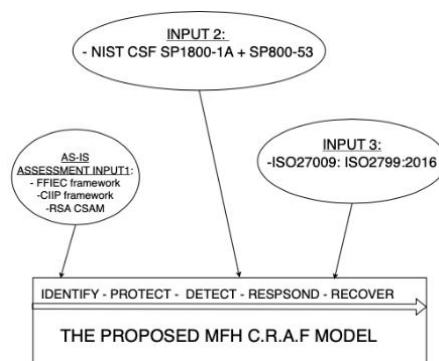 INPUT 2:
- NIST CSF SP1800-1A + SP800-53
INPUT 3:
-ISO27009: ISO2799:2016
AS-IS
ASSESSMENT INPUT1:
- FFIEC framework
-CIIP framework
-RSA CSAM
IDENTIFY - PROTECT - DETECT - RESPSOND - RECOVER
THE PROPOSED MFH C.R.A.F MODEL